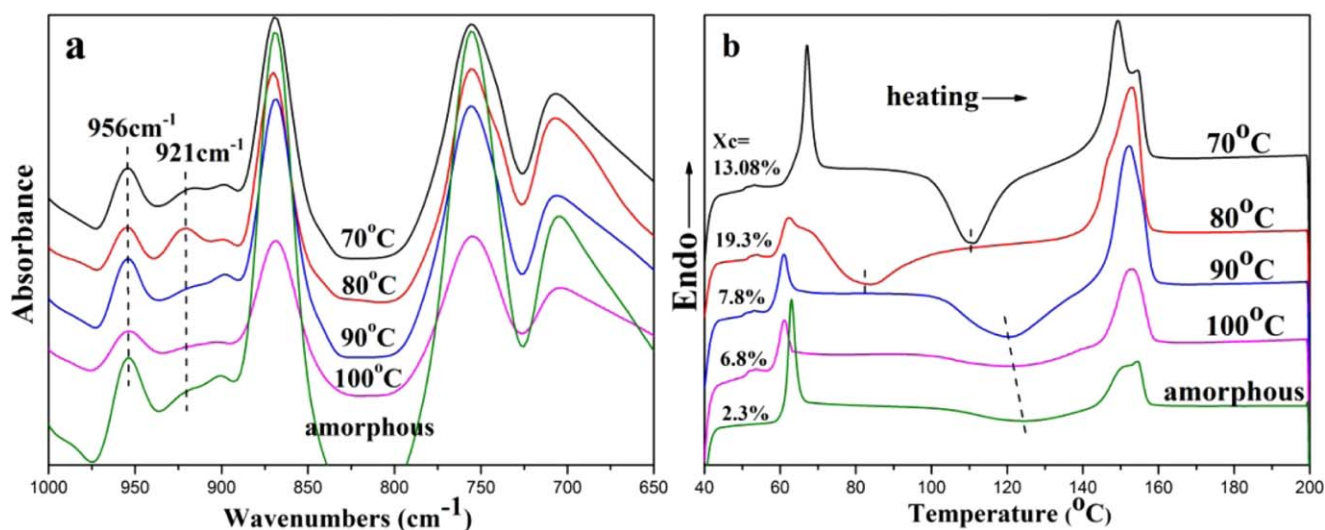 a
956cm⁻¹
921cm⁻¹
70°C
80°C
90°C
100°C
amorphous
Absorbance
1000 950 900 850 800 750 700 650
Wavenumbers (cm⁻¹)
b
heating
Xc=
13.08%
19.3%
7.8%
6.8%
2.3%
70°C
80°C
90°C
100°C
amorphous
Endo
40 60 80 100 120 140 160 180 200
Temperature (°C)